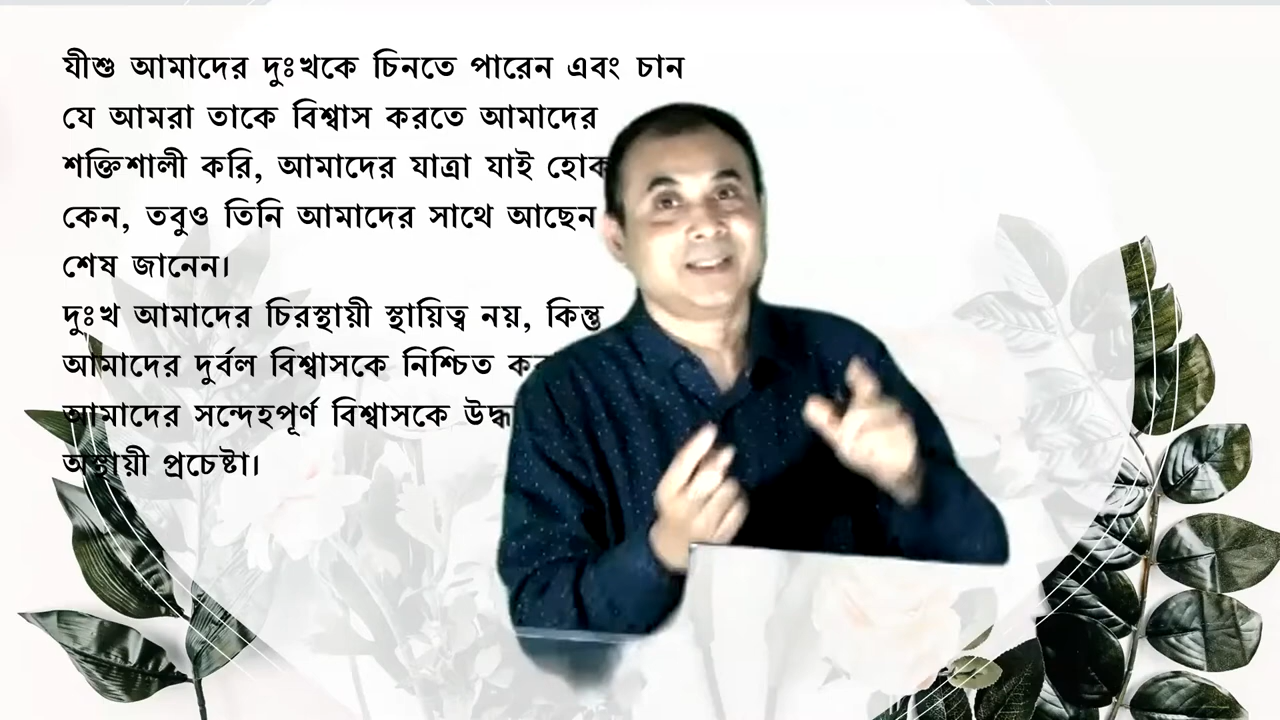 যীশু আমাদের দুঃখকে চিনতে পারেন এবং চান
যে আমরা তাকে বিশ্বাস করতে আমাদের
শক্তিশালী করি, আমাদের যাত্রা যাই হোক
কেন, তবুও তিনি আমাদের সাথে আছেন
শেষ জানেন।
দুঃখ আমাদের চিরস্থায়ী স্থায়িত্ব নয়, কিন্তু
আমাদের দুর্বল বিশ্বাসকে নিশ্চিত
আমাদের সন্দেহপূর্ণ বিশ্বাসকে
অস্থায়ী প্রচেষ্টা।